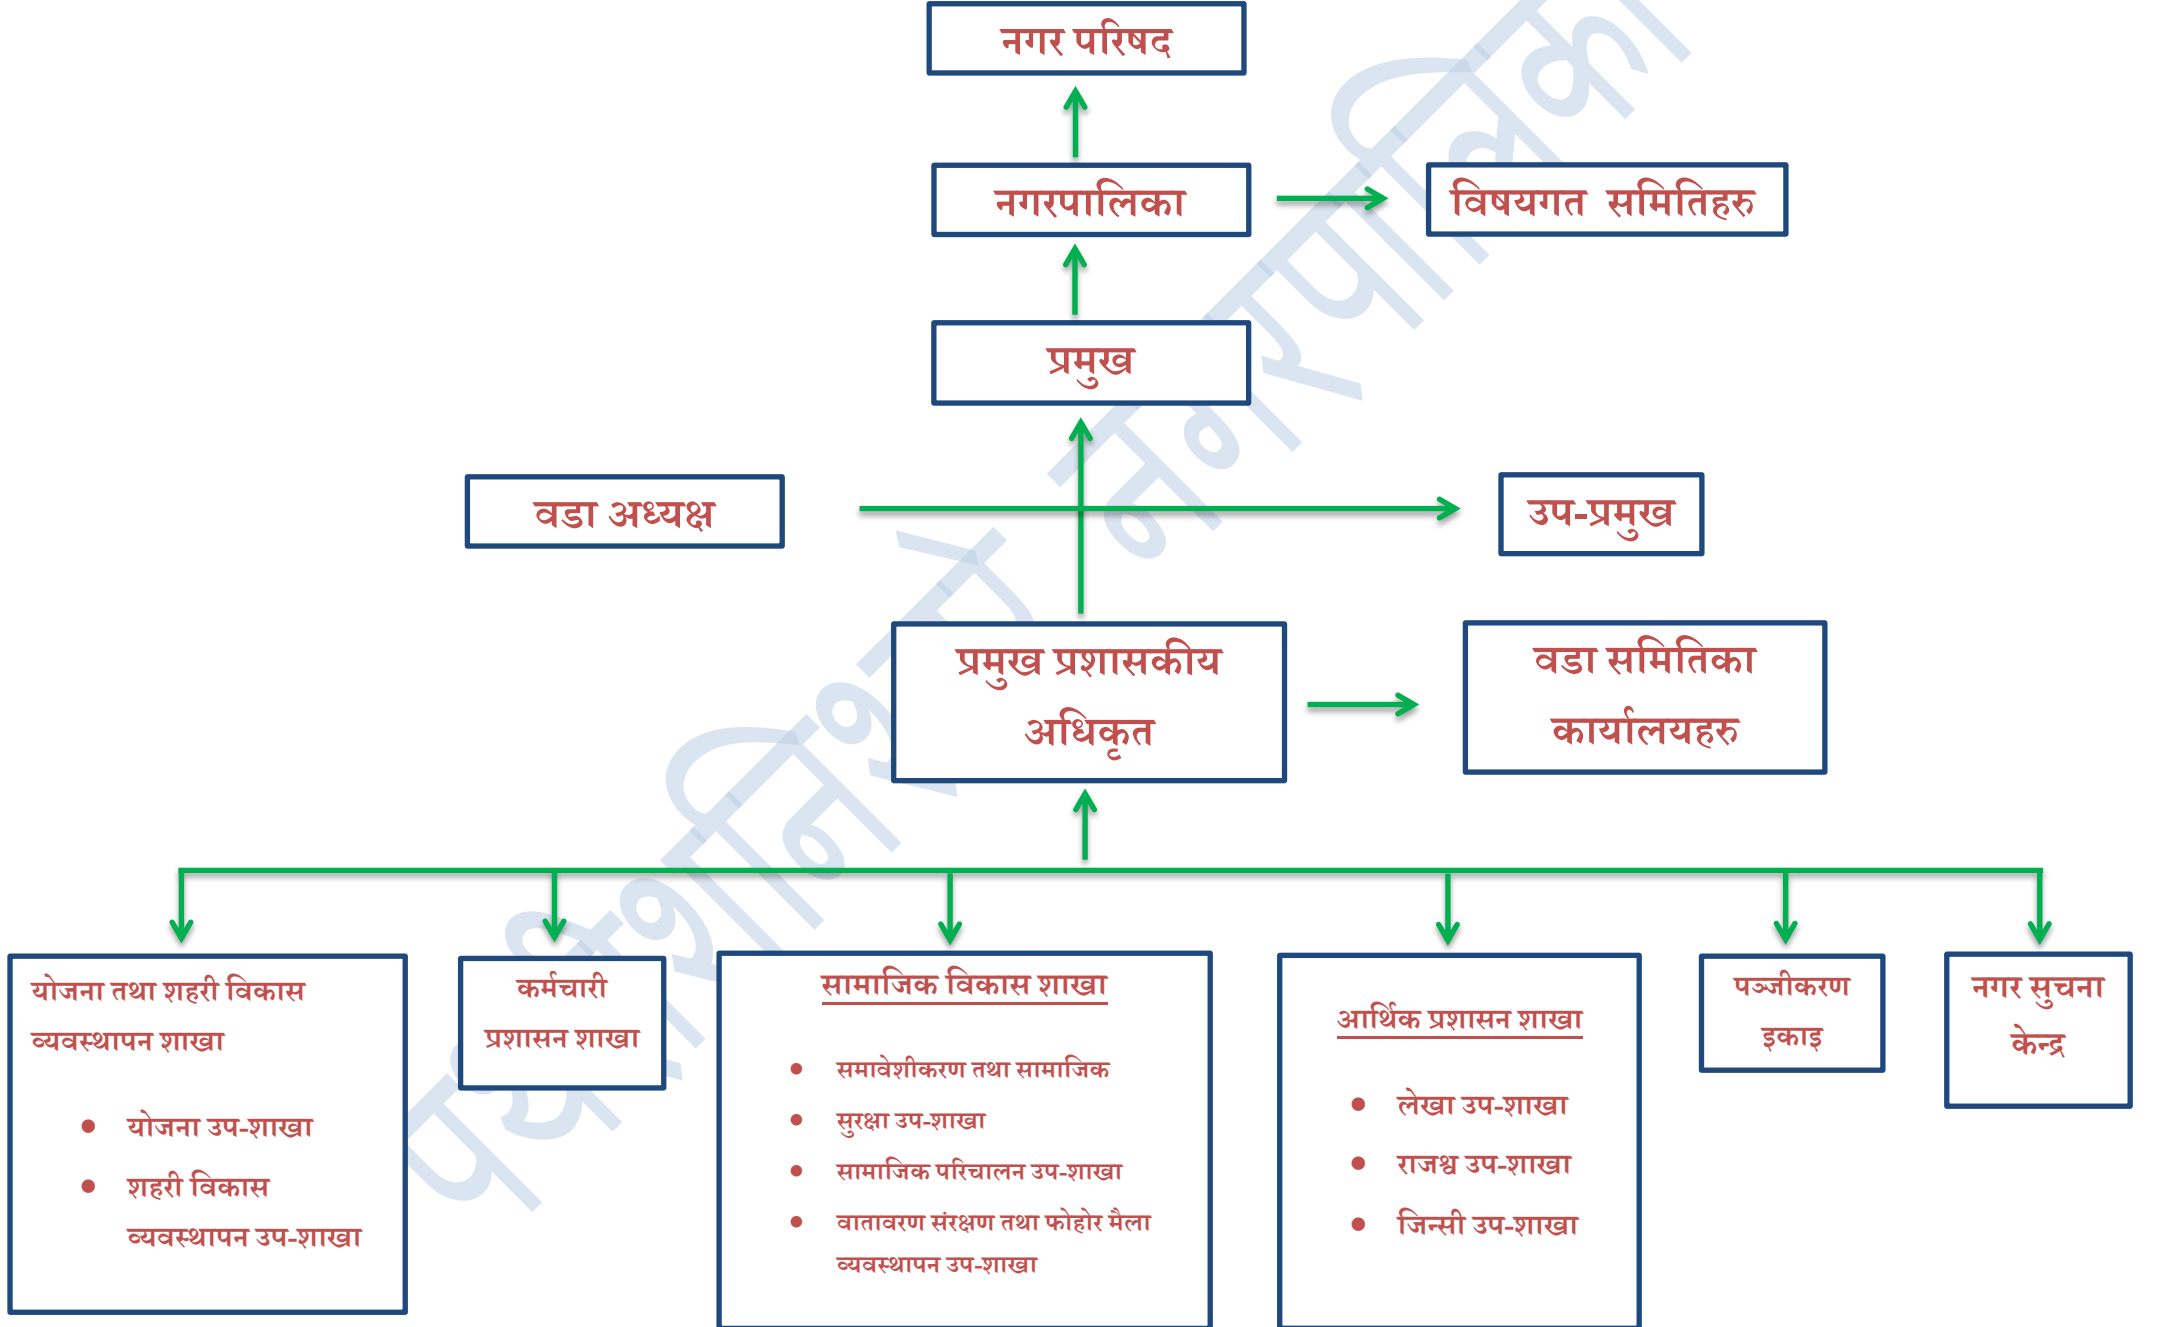 नगर परिषद
नगरपालिका
विषयगत समितिहरु
प्रमुख
वडा अध्यक्ष
उप-प्रमुख
प्रमुख प्रशासकीय
अधिकृत
वडा समितिका
कार्यालयहरु
योजना तथा शहरी विकास
व्यवस्थापन शाखा
• योजना उप-शाखा
• शहरी विकास
व्यवस्थापन उप-शाखा
कर्मचारी
प्रशासन शाखा
सामाजिक विकास शाखा
• समावेशीकरण तथा सामाजिक
• सुरक्षा उप-शाखा
• सामाजिक परिचालन उप-शाखा
• वातावरण संरक्षण तथा फोहोर मैला
व्यवस्थापन उप-शाखा
आर्थिक प्रशासन शाखा
• लेखा उप-शाखा
• राजश्व उप-शाखा
• जिन्सी उप-शाखा
पञ्जीकरण
इकाइ
नगर सुचना
केन्द्र
नगरपालिका